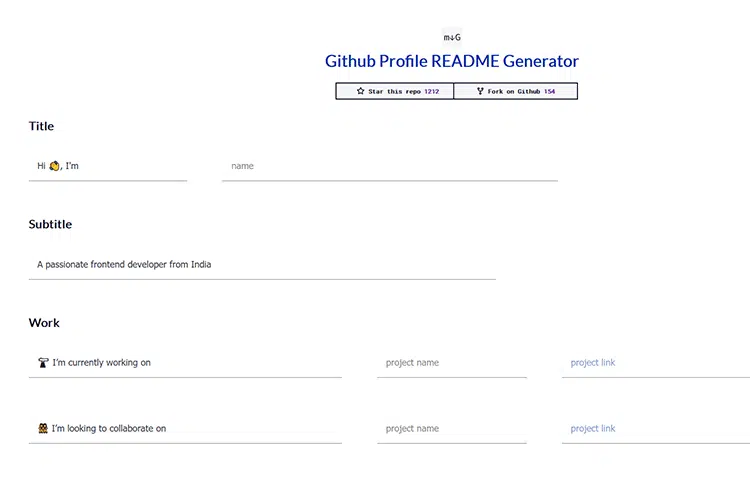 m↓G
Github Profile README Generator
Star this repo 1212 Fork on Github 154
Title
Hi 👋, I'm name
Subtitle
A passionate frontend developer from India
Work
🔭 I'm currently working on project name project link
👯 I'm looking to collaborate on project name project link